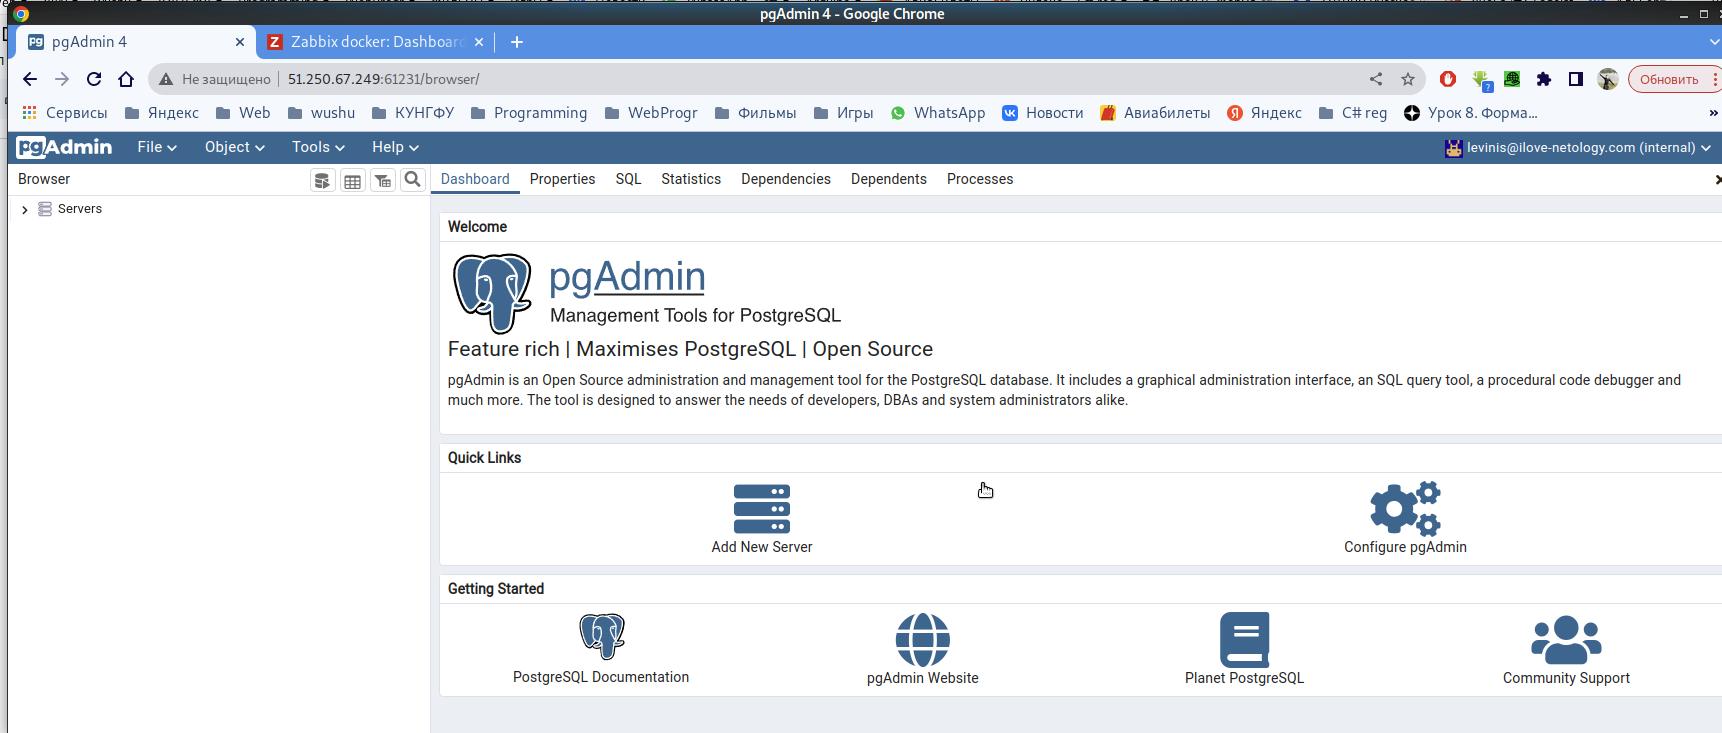 pgAdmin 4 - Google Chrome
pgAdmin 4
Zabbix docker: Dashboard
Не защищено 51.250.67.249:61231/browser/
Обновить
Сервисы Яндекс Web wushu КУНГФУ Programming WebProgr Фильмы Игры WhatsApp Новости Авиабилеты Яндекс C# reg Урок 8. Форма... »
pgAdmin File Object Tools Help levinis@ilove-netology.com (internal)
Browser
Dashboard Properties SQL Statistics Dependencies Dependents Processes
Servers
Welcome
pgAdmin
Management Tools for PostgreSQL
Feature rich | Maximises PostgreSQL | Open Source
pgAdmin is an Open Source administration and management tool for the PostgreSQL database. It includes a graphical administration interface, an SQL query tool, a procedural code debugger and
much more. The tool is designed to answer the needs of developers, DBAs and system administrators alike.
Quick Links
Add New Server
Configure pgAdmin
Getting Started
PostgreSQL Documentation
pgAdmin Website
Planet PostgreSQL
Community Support